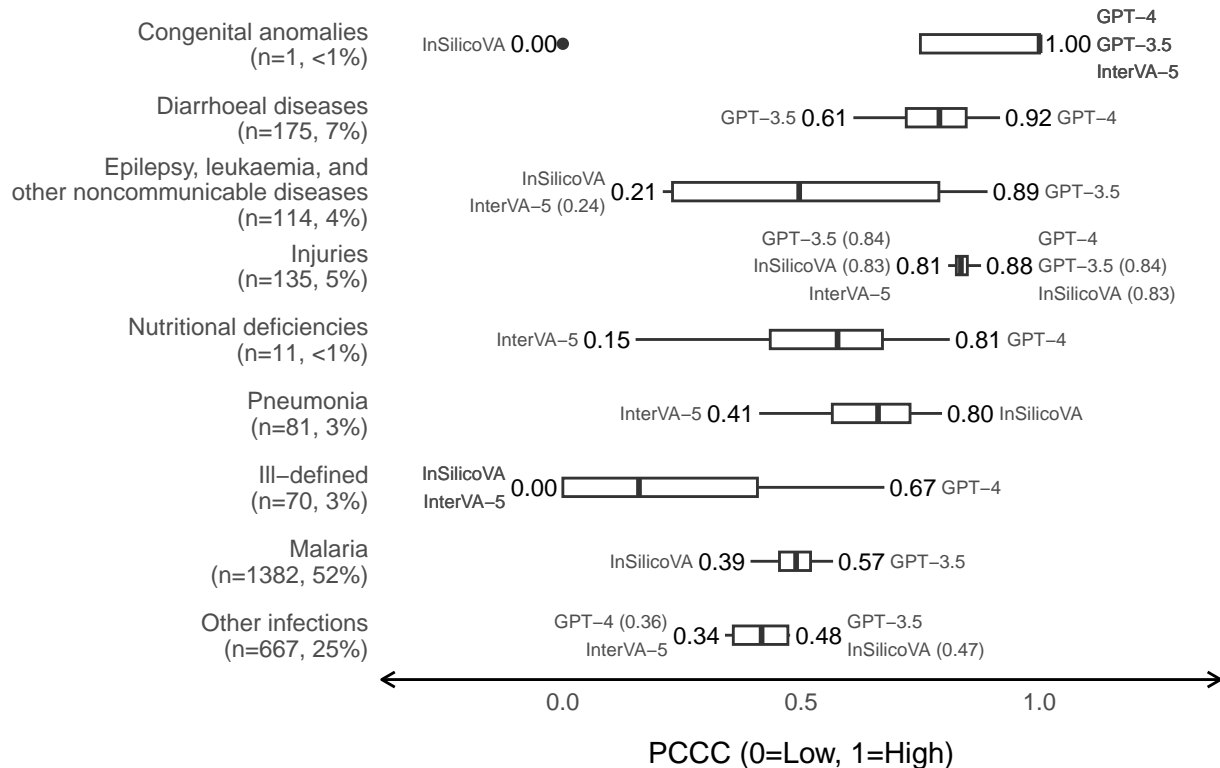 Congenital anomalies
(n=1, <1%)
InSilicoVA 0.00
1.00
GPT−4
GPT−3.5
InterVA−5
Diarrhoeal diseases
(n=175, 7%)
GPT−3.5 0.61
0.92 GPT−4
Epilepsy, leukaemia, and
other noncommunicable diseases
(n=114, 4%)
InSilicoVA
InterVA−5 (0.24)
0.21
0.89 GPT−3.5
Injuries
(n=135, 5%)
GPT−3.5 (0.84)
InSilicoVA (0.83)
InterVA−5
0.81
0.88
GPT−4
GPT−3.5 (0.84)
InSilicoVA (0.83)
Nutritional deficiencies
(n=11, <1%)
InterVA−5 0.15
0.81 GPT−4
Pneumonia
(n=81, 3%)
InterVA−5 0.41
0.80 InSilicoVA
Ill−defined
(n=70, 3%)
InSilicoVA
InterVA−5
0.00
0.67 GPT−4
Malaria
(n=1382, 52%)
InSilicoVA 0.39
0.57 GPT−3.5
Other infections
(n=667, 25%)
GPT−4 (0.36)
InterVA−5
0.34
0.48
GPT−3.5
InSilicoVA (0.47)
0.0 0.5 1.0
PCCC (0=Low, 1=High)